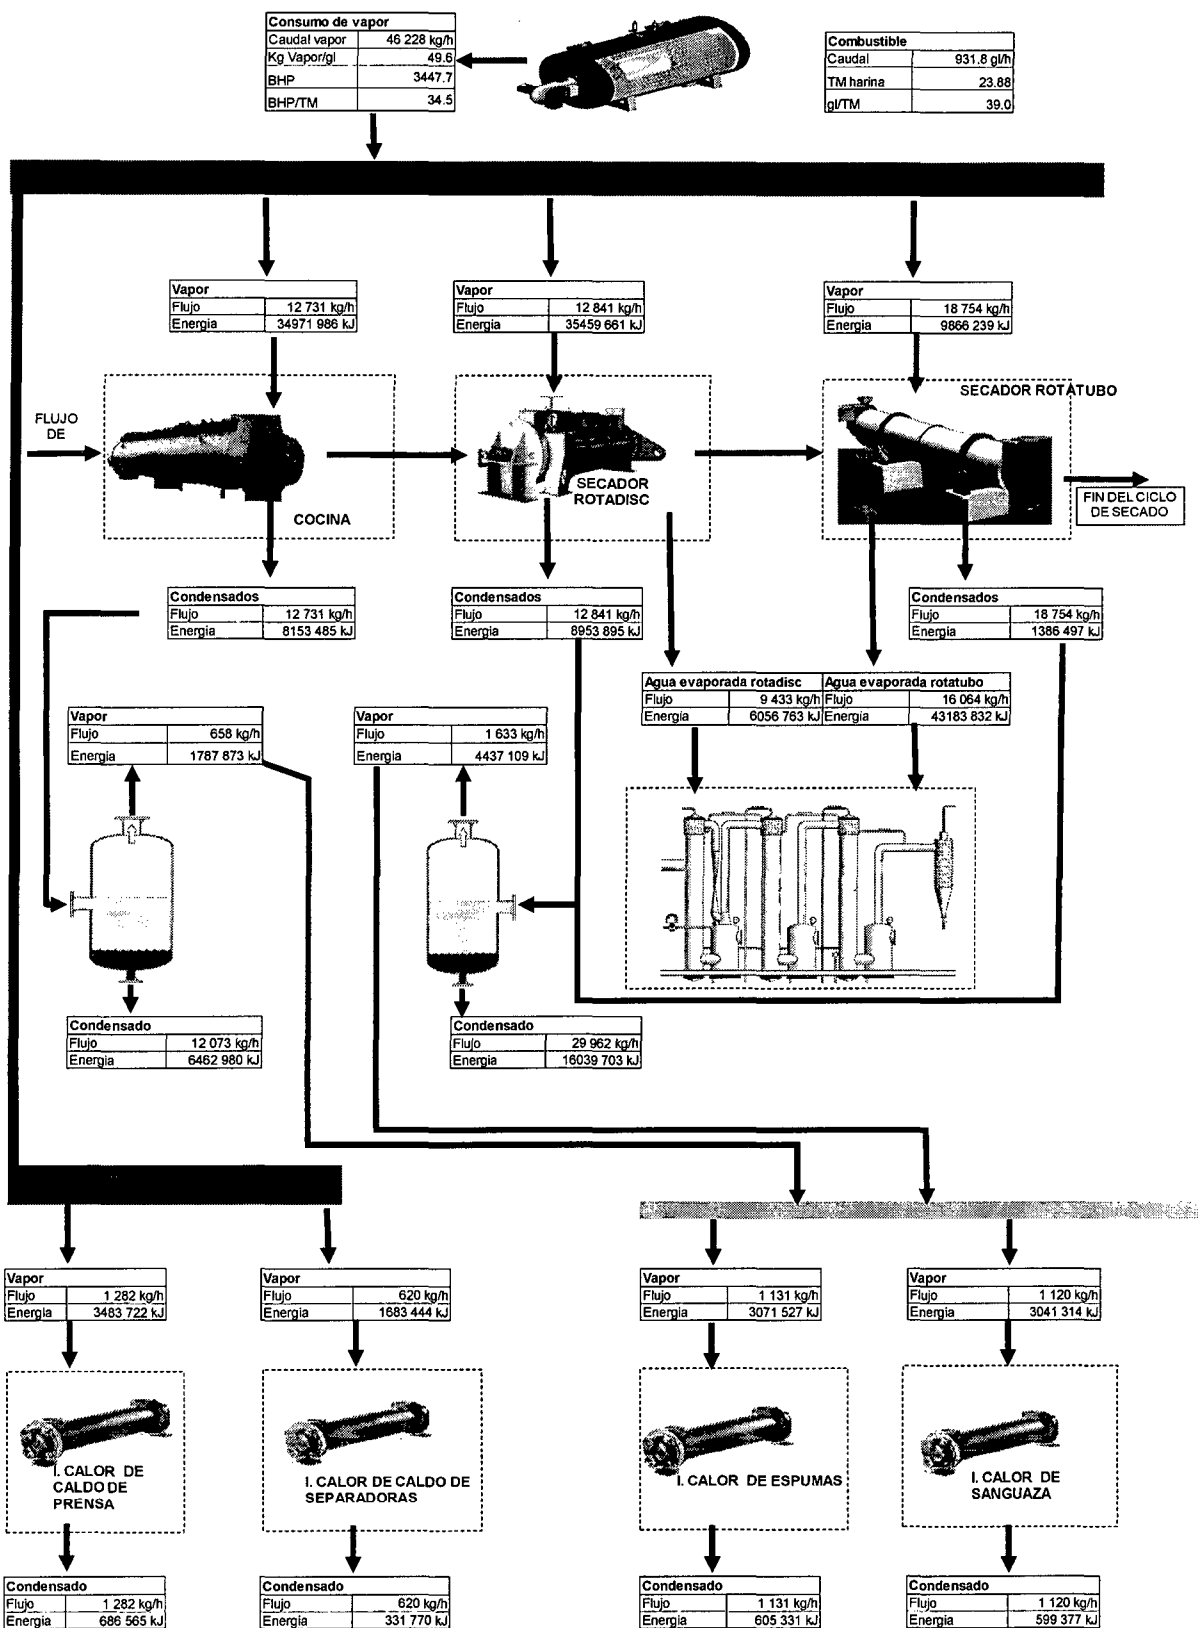 Consumo de vapor
Caudal vapor 46 228 kg/h
Kg Vapor/gl 49.6
BHP 3447.7
BHP/TM 34.5
Combustible
Caudal 931.8 gl/h
TM harina 23.88
gl/TM 39.0
Vapor
Flujo 12 731 kg/h
Energia 34971 986 kJ
Vapor
Flujo 12 841 kg/h
Energia 35459 661 kJ
Vapor
Flujo 18 754 kg/h
Energia 9866 239 kJ
FLUJO
DE
COCINA
SECADOR
ROTADISC
SECADOR ROTATUBO
FIN DEL CICLO
DE SECADO
Condensados
Flujo 12 731 kg/h
Energia 8153 485 kJ
Condensados
Flujo 12 841 kg/h
Energia 8953 895 kJ
Condensados
Flujo 18 754 kg/h
Energia 1386 497 kJ
Agua evaporada rotadisc
Flujo 9 433 kg/h
Energia 6056 763 kJ
Agua evaporada rotatubo
Flujo 16 064 kg/h
Energia 43183 832 kJ
Vapor
Flujo 658 kg/h
Energia 1787 873 kJ
Vapor
Flujo 1 633 kg/h
Energia 4437 109 kJ
Condensado
Flujo 12 073 kg/h
Energia 6462 980 kJ
Condensado
Flujo 29 962 kg/h
Energia 16039 703 kJ
Vapor
Flujo 1 282 kg/h
Energia 3483 722 kJ
Vapor
Flujo 620 kg/h
Energia 1683 444 kJ
Vapor
Flujo 1 131 kg/h
Energia 3071 527 kJ
Vapor
Flujo 1 120 kg/h
Energia 3041 314 kJ
I. CALOR DE
CALDO DE
PRENSA
I. CALOR DE CALDO DE
SEPARADORAS
I. CALOR DE ESPUMAS
I. CALOR DE
SANGUAZA
Condensado
Flujo 1 282 kg/h
Energia 686 565 kJ
Condensado
Flujo 620 kg/h
Energia 331 770 kJ
Condensado
Flujo 1 131 kg/h
Energia 605 331 kJ
Condensado
Flujo 1 120 kg/h
Energia 599 377 kJ